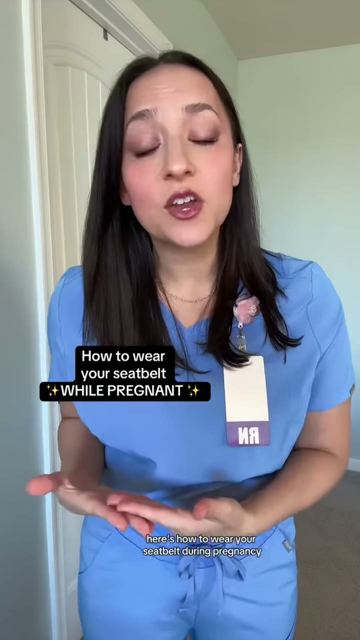 How to wear
your seatbelt
✨WHILE PREGNANT✨
RN
here's how to wear your
seatbelt during pregnancy